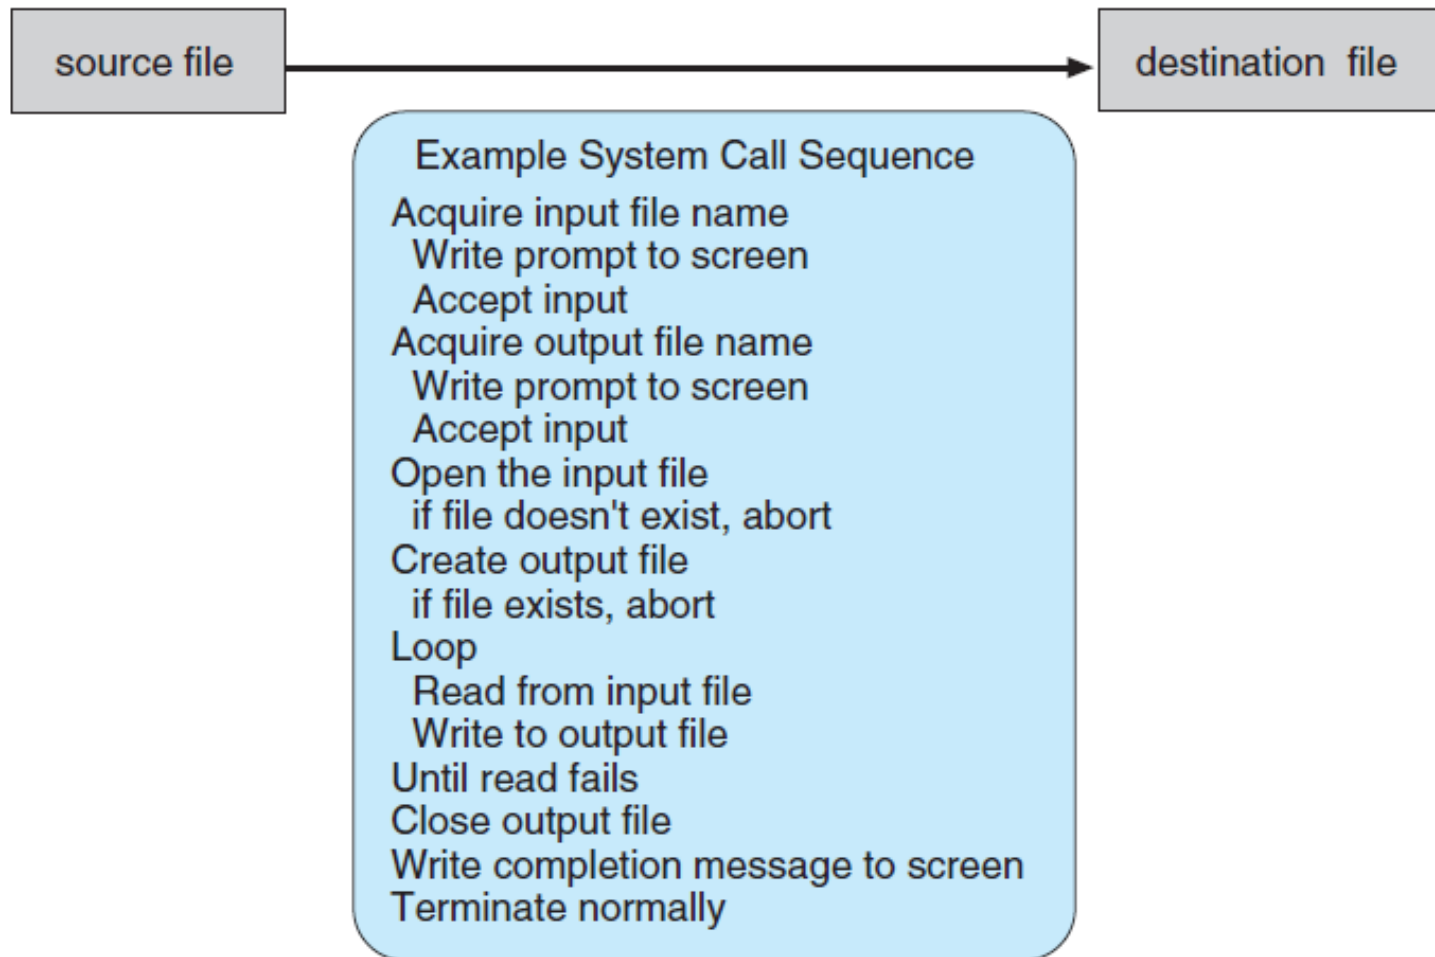 source file
destination file
Example System Call Sequence
Acquire input file name
Write prompt to screen
Accept input
Acquire output file name
Write prompt to screen
Accept input
Open the input file
if file doesn't exist, abort
Create output file
if file exists, abort
Loop
Read from input file
Write to output file
Until read fails
Close output file
Write completion message to screen
Terminate normally